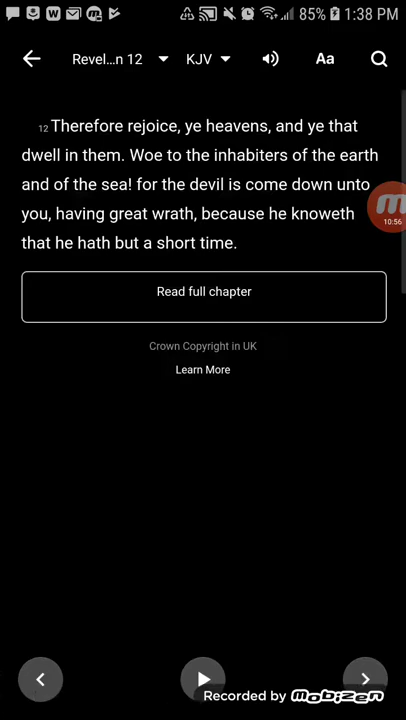 85% 1:38 PM
Revel...n 12 KJV Aa
12 Therefore rejoice, ye heavens, and ye that
dwell in them. Woe to the inhabiters of the earth
and of the sea! for the devil is come down unto
you, having great wrath, because he knoweth
that he hath but a short time.
10:56
Read full chapter
Crown Copyright in UK
Learn More
Recorded by mobizen